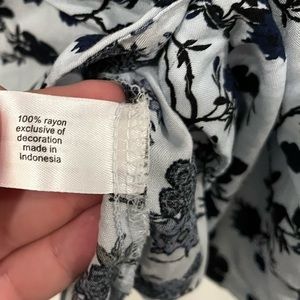 100% rayon
exclusive of
decoration
made in
indonesia